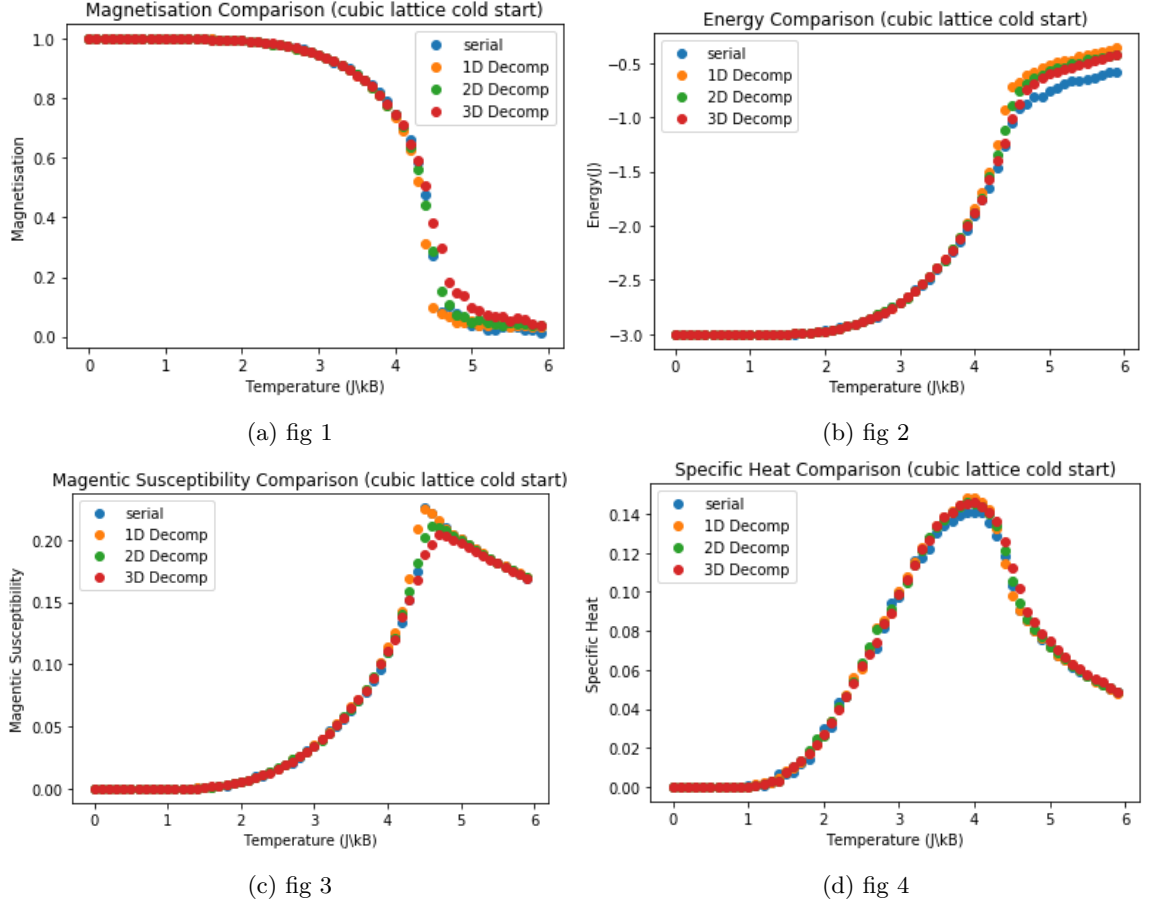 Magnetisation Comparison (cubic lattice cold start)
1.0
0.8
0.6
0.4
0.2
0.0
Magnetisation
serial
1D Decomp
2D Decomp
3D Decomp
0 1 2 3 4 5 6
Temperature (J\kB)
(a) fig 1
Energy Comparison (cubic lattice cold start)
−0.5
−1.0
−1.5
−2.0
−2.5
−3.0
Energy(J)
serial
1D Decomp
2D Decomp
3D Decomp
0 1 2 3 4 5 6
Temperature (J\kB)
(b) fig 2
Magentic Susceptibility Comparison (cubic lattice cold start)
0.20
0.15
0.10
0.05
0.00
Magentic Susceptibility
serial
1D Decomp
2D Decomp
3D Decomp
0 1 2 3 4 5 6
Temperature (J\kB)
(c) fig 3
Specific Heat Comparison (cubic lattice cold start)
0.14
0.12
0.10
0.08
0.06
0.04
0.02
0.00
Specific Heat
serial
1D Decomp
2D Decomp
3D Decomp
0 1 2 3 4 5 6
Temperature (J\kB)
(d) fig 4